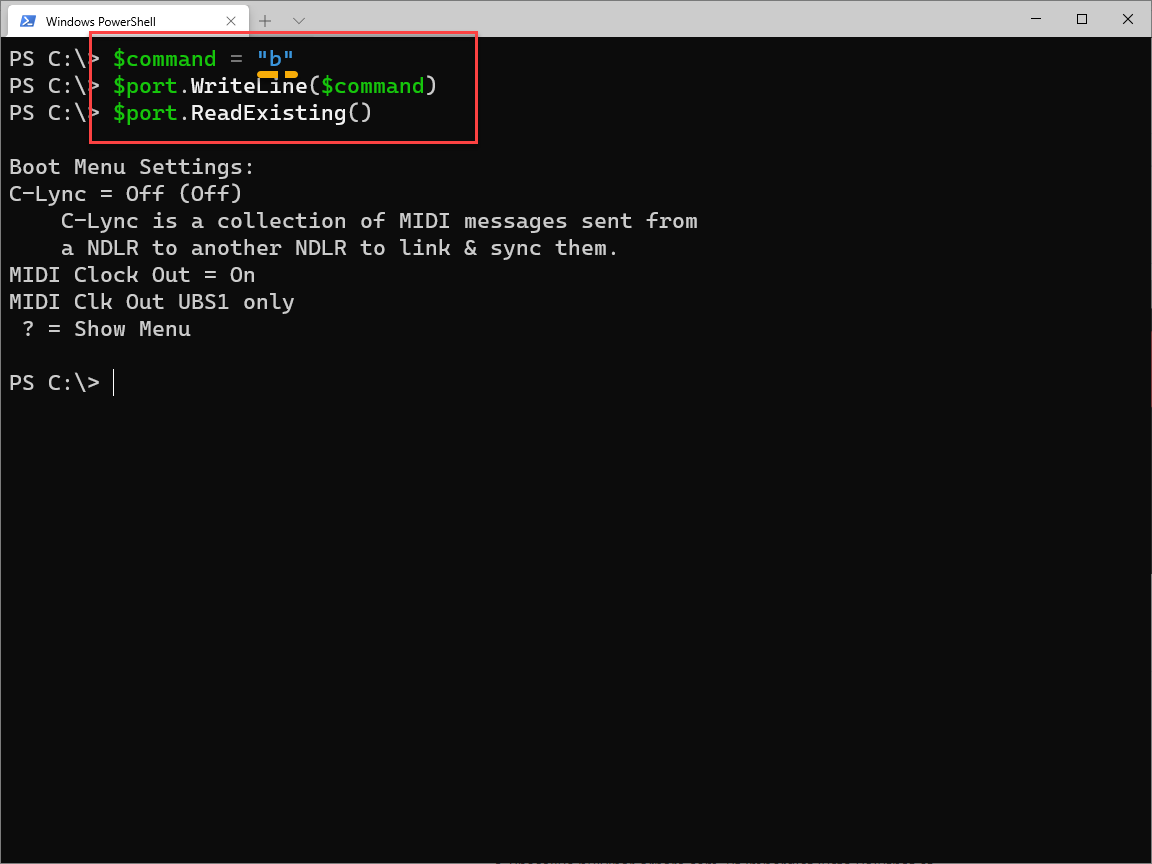 Windows PowerShell
PS C:\> $command = "b"
PS C:\> $port.WriteLine($command)
PS C:\> $port.ReadExisting()
Boot Menu Settings:
C-Lync = Off (Off)
C-Lync is a collection of MIDI messages sent from
a NDLR to another NDLR to link & sync them.
MIDI Clock Out = On
MIDI Clk Out UBS1 only
? = Show Menu
PS C:\>